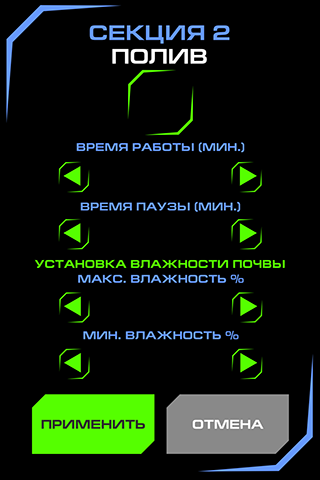 СЕКЦИЯ 2
ПОЛИВ
ВРЕМЯ РАБОТЫ (МИН.)
ВРЕМЯ ПАУЗЫ (МИН.)
УСТАНОВКА ВЛАЖНОСТИ ПОЧВЫ
МАКС. ВЛАЖНОСТЬ %
МИН. ВЛАЖНОСТЬ %
ПРИМЕНИТЬ ОТМЕНА